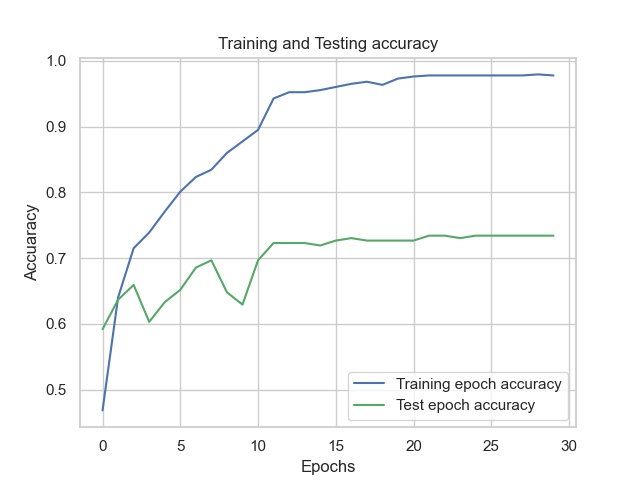 Training and Testing accuracy
1.0
0.9
0.8
0.7
0.6
0.5
Accuaracy
0 5 10 15 20 25 30
Epochs
Training epoch accuracy
Test epoch accuracy